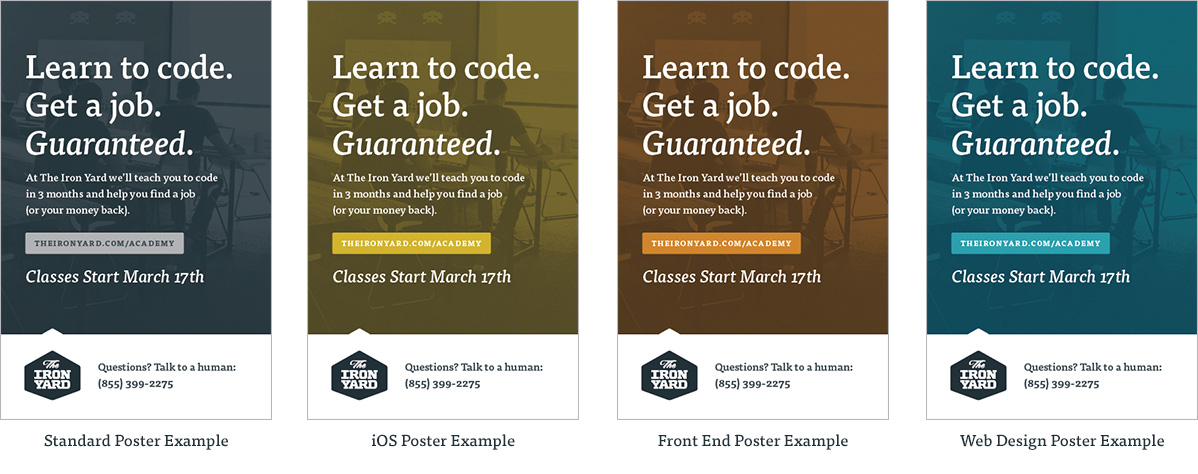 Learn to code.
Get a job.
Guaranteed.
At The Iron Yard we'll teach you to code
in 3 months and help you find a job
(or your money back).
THEIRONYARD.COM/ACADEMY
Classes Start March 17th
The
IRON
YARD
Questions? Talk to a human:
(855) 399-2275
Standard Poster Example
Learn to code.
Get a job.
Guaranteed.
At The Iron Yard we'll teach you to code
in 3 months and help you find a job
(or your money back).
THEIRONYARD.COM/ACADEMY
Classes Start March 17th
The
IRON
YARD
Questions? Talk to a human:
(855) 399-2275
iOS Poster Example
Learn to code.
Get a job.
Guaranteed.
At The Iron Yard we'll teach you to code
in 3 months and help you find a job
(or your money back).
THEIRONYARD.COM/ACADEMY
Classes Start March 17th
The
IRON
YARD
Questions? Talk to a human:
(855) 399-2275
Front End Poster Example
Learn to code.
Get a job.
Guaranteed.
At The Iron Yard we'll teach you to code
in 3 months and help you find a job
(or your money back).
THEIRONYARD.COM/ACADEMY
Classes Start March 17th
The
IRON
YARD
Questions? Talk to a human:
(855) 399-2275
Web Design Poster Example